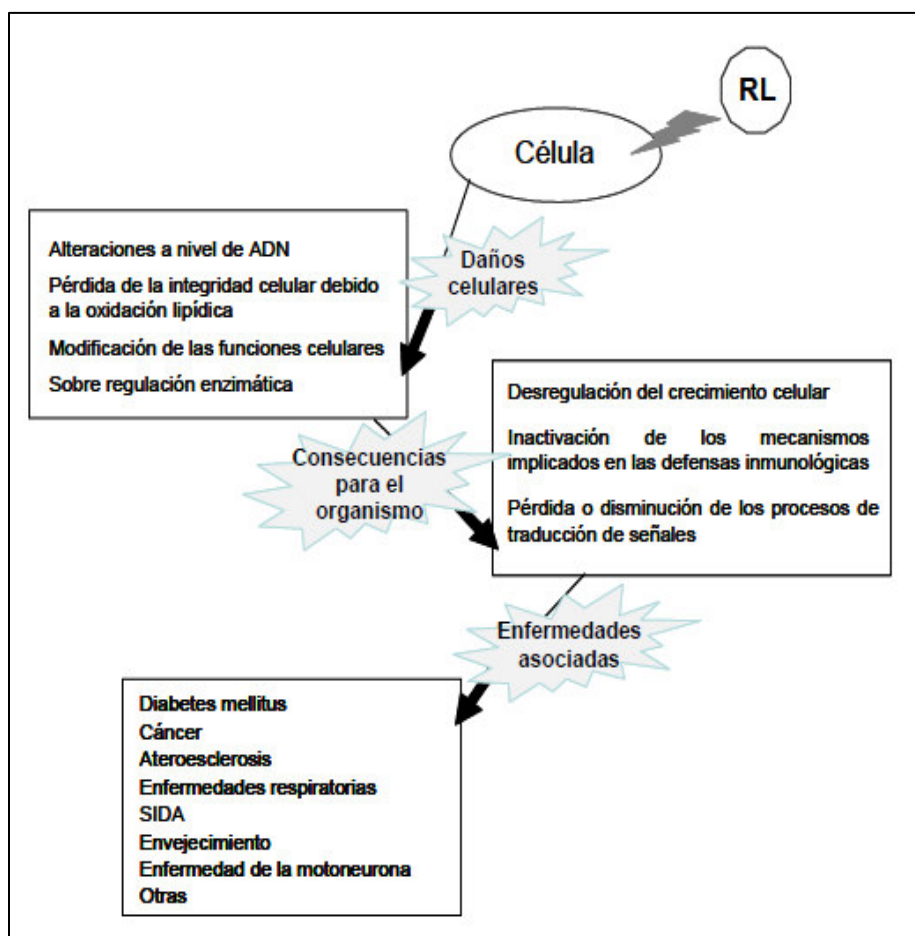 RL
Célula
Daños
celulares
Alteraciones a nivel de ADN
Pérdida de la integridad celular debido
a la oxidación lipídica
Modificación de las funciones celulares
Sobre regulación enzimática
Consecuencias
para el
organismo
Desregulación del crecimiento celular
Inactivación de los mecanismos
implicados en las defensas inmunológicas
Pérdida o disminución de los procesos de
traducción de señales
Enfermedades
asociadas
Diabetes mellitus
Cáncer
Ateroesclerosis
Enfermedades respiratorias
SIDA
Envejecimiento
Enfermedad de la motoneurona
Otras